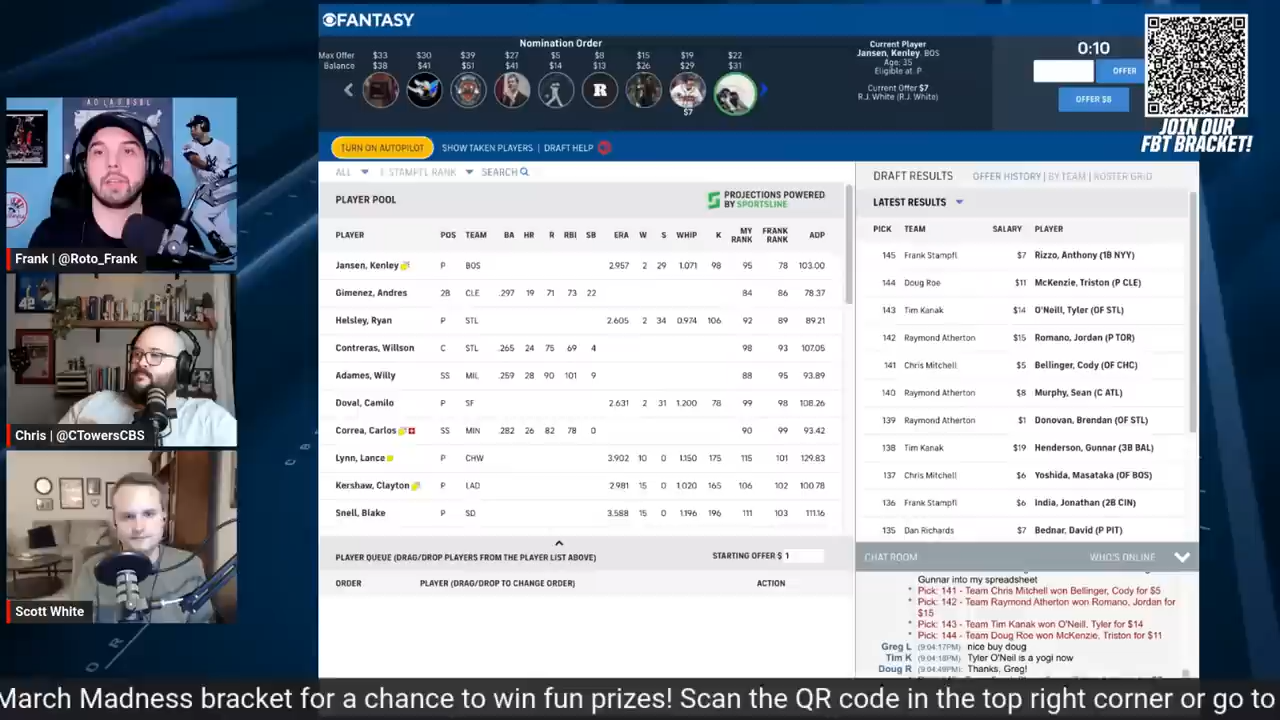 FANTASY
Nomination Order
Max Offer $33 $30 $39 $27 $5 $8 $15 $19 $22
Balance $38 $41 $51 $41 $14 $13 $26 $29 $31
R
$7
Current Player
Jansen, Kenley, BOS
Age: 35
Eligible at: P
Current Offer $7
R.J. White (R.J. White)
0:10
OFFER
OFFER $8
JOIN OUR
FBT BRACKET!
TURN ON AUTOPILOT SHOW TAKEN PLAYERS | DRAFT HELP
ALL STAMPFL RANK SEARCH
PLAYER POOL
PROJECTIONS POWERED
BY SPORTSLINE
PLAYER POS TEAM BA HR R RBI SB ERA W S WHIP K MY RANK FRANK RANK ADP
Jansen, Kenley P BOS 2.957 2 29 1.071 98 95 78 103.00
Gimenez, Andres 2B CLE .297 19 71 73 22 84 86 78.37
Helsley, Ryan P STL 2.605 2 34 0.974 106 92 89 89.21
Contreras, Willson C STL .265 24 75 69 4 98 93 107.05
Adames, Willy SS MIL .259 28 90 101 9 88 95 93.89
Doval, Camilo P SF 2.631 2 31 1.200 78 99 98 108.26
Correa, Carlos SS MIN .282 26 82 78 0 90 99 93.42
Lynn, Lance P CHW 3.902 10 0 1.150 175 115 101 129.83
Kershaw, Clayton P LAD 2.981 15 0 1.020 165 106 102 100.78
Snell, Blake P SD 3.588 15 0 1.196 196 111 103 111.16
PLAYER QUEUE (DRAG/DROP PLAYERS FROM THE PLAYER LIST ABOVE) STARTING OFFER $ 1
ORDER PLAYER (DRAG/DROP TO CHANGE ORDER) ACTION
DRAFT RESULTS OFFER HISTORY | BY TEAM | ROSTER GRID
LATEST RESULTS
PICK TEAM SALARY PLAYER
145 Frank Stampfl $7 Rizzo, Anthony (1B NYY)
144 Doug Roe $11 McKenzie, Triston (P CLE)
143 Tim Kanak $14 O'Neill, Tyler (OF STL)
142 Raymond Atherton $15 Romano, Jordan (P TOR)
141 Chris Mitchell $5 Bellinger, Cody (OF CHC)
140 Raymond Atherton $8 Murphy, Sean (C ATL)
139 Raymond Atherton $1 Donovan, Brendan (OF STL)
138 Tim Kanak $19 Henderson, Gunnar (3B BAL)
137 Chris Mitchell $6 Yoshida, Masataka (OF BOS)
136 Frank Stampfl $6 India, Jonathan (2B CIN)
135 Dan Richards $7 Bednar, David (P PIT)
CHAT ROOM WHO'S ONLINE
Gunnar into my spreadsheet
* Pick: 141 - Team Chris Mitchell won Bellinger, Cody for $5
* Pick: 142 - Team Raymond Atherton won Romano, Jordan for
$15
* Pick: 143 - Team Tim Kanak won O'Neill, Tyler for $14
* Pick: 144 - Team Doug Roe won McKenzie, Triston for $11
Greg L (9:04:17PM) nice buy doug
Tim K (9:04:18PM) Tyler O'Neil is a yogi now
Doug R (9:04:49PM) Thanks, Greg!
Frank | @Roto_Frank
Chris | @CTowersCBS
Scott White
March Madness bracket for a chance to win fun prizes! Scan the QR code in the top right corner or go to